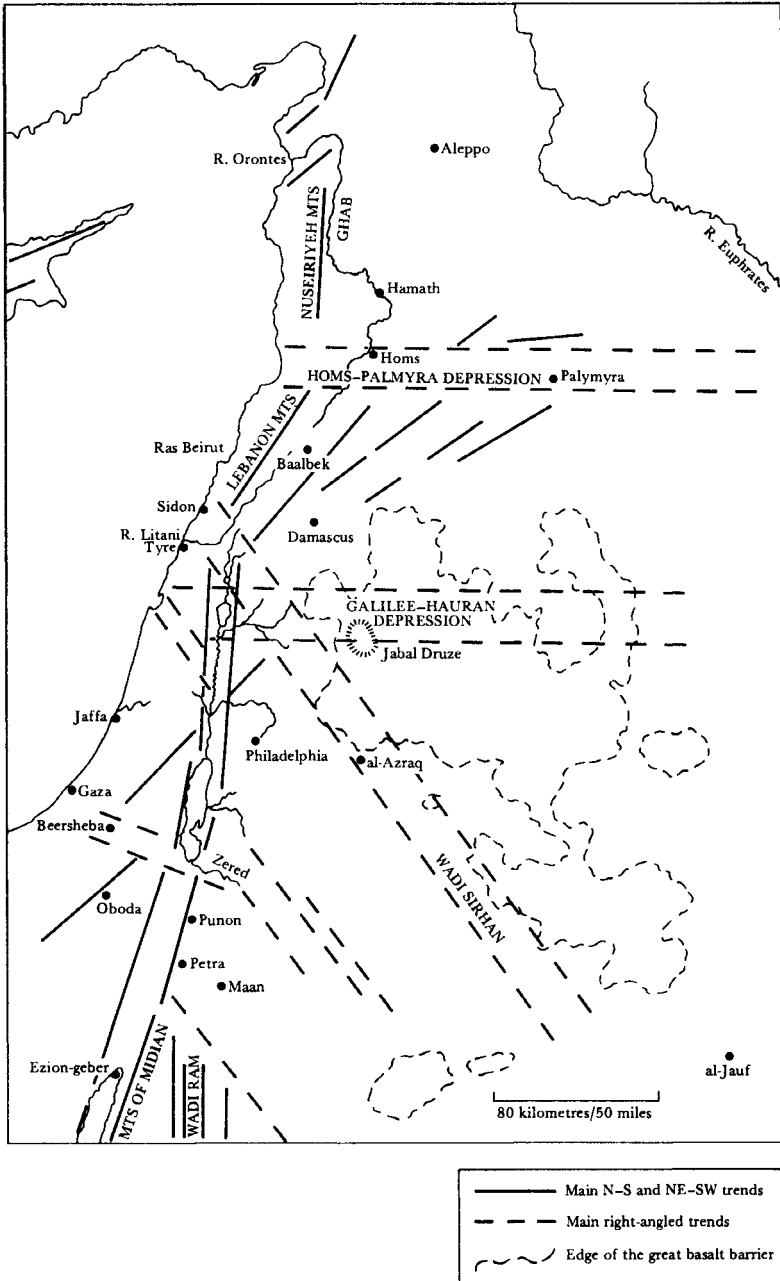 Aleppo
R. Orontes
NUSEIRIYEH MTS
GHAB
R. Euphrates
Hamath
Homs
HOMS–PALMYRA DEPRESSION
Palymyra
Ras Beirut
LEBANON MTS
Baalbek
Sidon
Damascus
R. Litani
Tyre
GALILEE–HAURAN
DEPRESSION
Jabal Druze
Jaffa
Philadelphia
al-Azraq
Gaza
Beersheba
Zered
WADI SIRHAN
Oboda
Punon
Petra
Maan
Ezion-geber
MTS OF MIDIAN
WADI RAM
al-Jauf
80 kilometres/50 miles
Main N–S and NE–SW trends
Main right-angled trends
Edge of the great basalt barrier